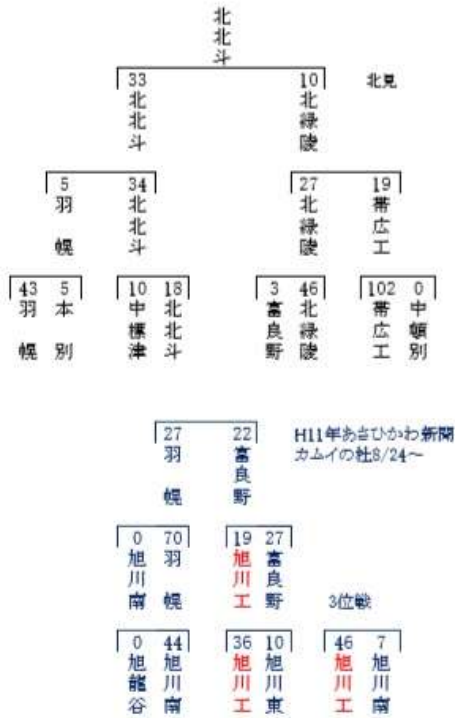 北北斗
33 10 北見
北北斗 北緑陵
5 34 27 19
羽幌 北北斗 北緑陵 帯広工
43 5 10 18 3 46 102 0
羽幌 本別 中標津 北北斗 富良野 北緑陵 帯広工 中頓別
27 22 H11年あさひかわ新聞
羽幌 富良野 カムイの杜8/24～
0 70 19 27
旭川南 羽幌 旭川工 富良野 3位戦
0 44 36 10 46 7
旭龍谷 旭川南 旭川工 旭川東 旭川工 旭川南